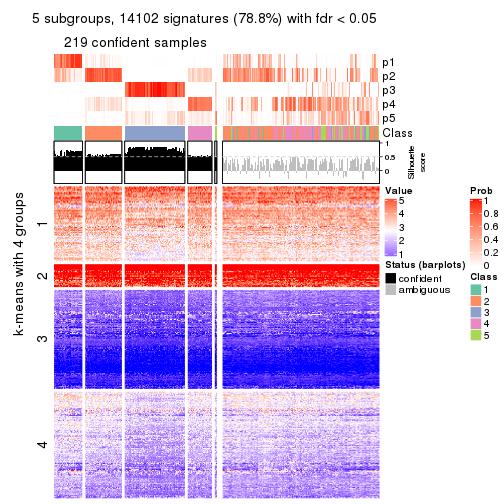 5 subgroups, 14102 signatures (78.8%) with fdr < 0.05
219 confident samples
p1
p2
p3
p4
p5
Class
1
0.5
0
Silhouette
score
k-means with 4 groups
1
2
3
4
Value
5
4
3
2
1
Status (barplots)
confident
ambiguous
Prob
1
0.8
0.6
0.4
0.2
0
Class
1
2
3
4
5